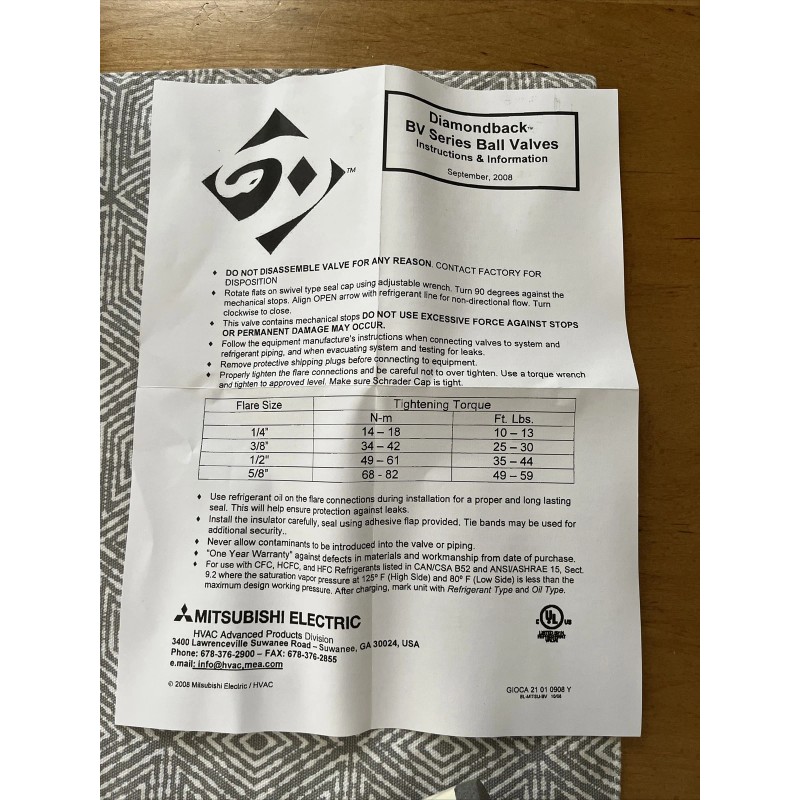 Diamondback™
BV Series Ball Valves
Instructions & Information
September, 2008
TM
♦ DO NOT DISASSEMBLE VALVE FOR ANY REASON. CONTACT FACTORY FOR
DISPOSITION
♦ Rotate flats on swivel type seal cap using adjustable wrench. Turn 90 degrees against the
mechanical stops. Align OPEN arrow with refrigerant line for non-directional flow. Turn
clockwise to close.
♦ This valve contains mechanical stops DO NOT USE EXCESSIVE FORCE AGAINST STOPS
OR PERMANENT DAMAGE MAY OCCUR.
♦ Follow the equipment manufacture's instructions when connecting valves to system and
refrigerant piping, and when evacuating system and testing for leaks.
♦ Remove protective shipping plugs before connecting to equipment.
♦ Properly tighten the flare connections and be careful not to over tighten. Use a torque wrench
and tighten to approved level. Make sure Schrader Cap is tight.
Flare Size Tightening Torque
N-m Ft. Lbs.
1/4" 14 – 18 10 – 13
3/8" 34 – 42 25 – 30
1/2" 49 – 61 35 – 44
5/8" 68 - 82 49 – 59
♦ Use refrigerant oil on the flare connections during installation for a proper and long lasting
seal. This will help ensure protection against leaks.
♦ Install the insulator carefully, seal using adhesive flap provided. Tie bands may be used for
additional security..
♦ Never allow contaminants to be introduced into the valve or piping.
♦ "One Year Warranty" against defects in materials and workmanship from date of purchase.
♦ For use with CFC, HCFC, and HFC Refrigerants listed in CAN/CSA B52 and ANSI/ASHRAE 15, Sect.
9.2 where the saturation vapor pressure at 125° F (High Side) and 80° F (Low Side) is less than the
maximum design working pressure. After charging, mark unit with Refrigerant Type and Oil Type.
MITSUBISHI ELECTRIC
HVAC Advanced Products Division
3400 Lawrenceville Suwanee Road – Suwanee, GA 30024, USA
Phone: 678-376-2900 – FAX: 678-376-2855
e.mail; info@hvac,mea.com
© 2008 Mitsubishi Electric / HVAC
C UL US
LISTED SA7N
REFRIGERANT
VALVE
GIOCA 21 01 0908 Y
BL-MITSU-BV 10/08